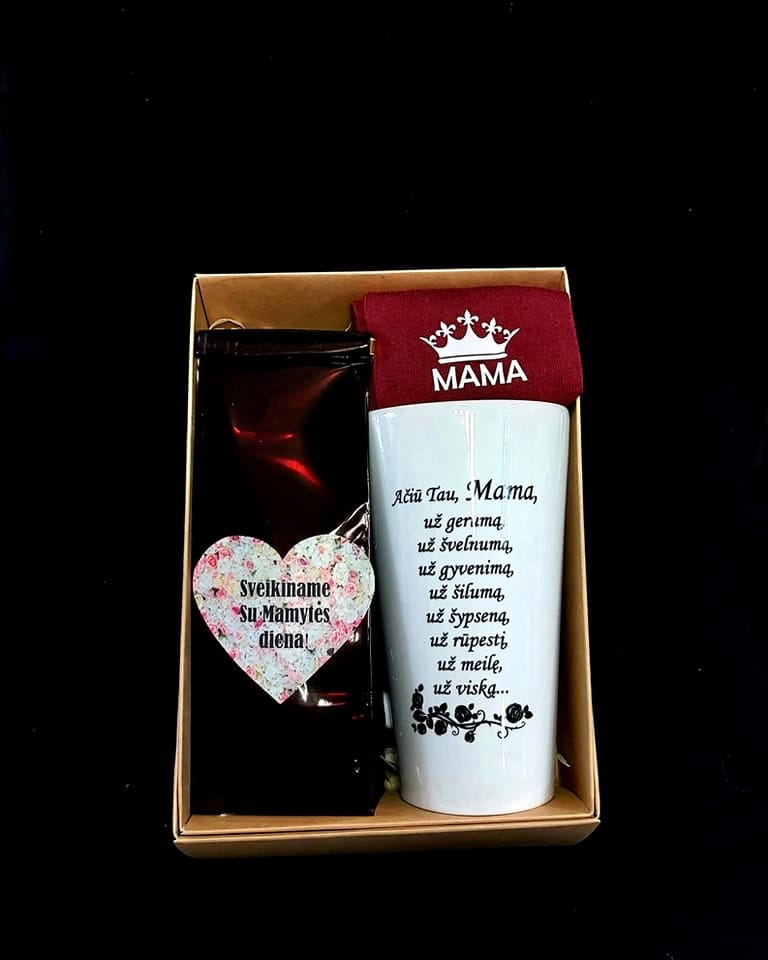 MAMA
Ačiū Tau, Mama,
už gerumą,
už švelnumą,
už gyvenimą,
už šilumą,
už šypseną,
už rūpestį,
už meilę,
už viską...
Sveikiname
Su Mamytės
diena!